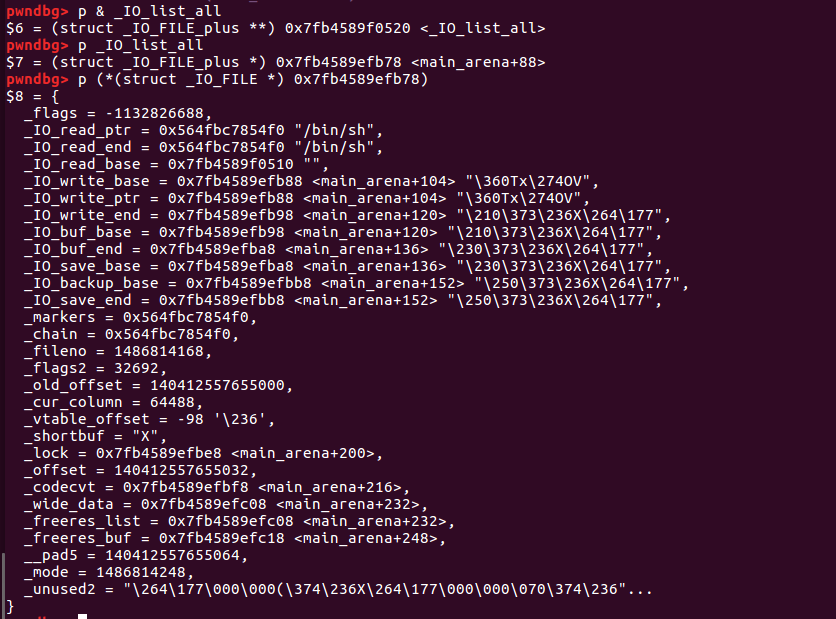 pwndbg> p & _IO_list_all
$6 = (struct _IO_FILE_plus **) 0x7fb4589f0520 <_IO_list_all>
pwndbg> p _IO_list_all
$7 = (struct _IO_FILE_plus *) 0x7fb4589efb78 <main_arena+88>
pwndbg> p (*(struct _IO_FILE *) 0x7fb4589efb78)
$8 = {
  _flags = -1132826688,
  _IO_read_ptr = 0x564fbc7854f0 "/bin/sh",
  _IO_read_end = 0x564fbc7854f0 "/bin/sh",
  _IO_read_base = 0x7fb4589f0510 "",
  _IO_write_base = 0x7fb4589efb88 <main_arena+104> "\360Tx\274OV",
  _IO_write_ptr = 0x7fb4589efb88 <main_arena+104> "\360Tx\274OV",
  _IO_write_end = 0x7fb4589efb98 <main_arena+120> "\210\373\236X\264\177",
  _IO_buf_base = 0x7fb4589efb98 <main_arena+120> "\210\373\236X\264\177",
  _IO_buf_end = 0x7fb4589efba8 <main_arena+136> "\230\373\236X\264\177",
  _IO_save_base = 0x7fb4589efba8 <main_arena+136> "\230\373\236X\264\177",
  _IO_backup_base = 0x7fb4589efbb8 <main_arena+152> "\250\373\236X\264\177",
  _IO_save_end = 0x7fb4589efbb8 <main_arena+152> "\250\373\236X\264\177",
  _markers = 0x564fbc7854f0,
  _chain = 0x564fbc7854f0,
  _fileno = 1486814168,
  _flags2 = 32692,
  _old_offset = 140412557655000,
  _cur_column = 64488,
  _vtable_offset = -98 '\236',
  _shortbuf = "X",
  _lock = 0x7fb4589efbe8 <main_arena+200>,
  _offset = 140412557655032,
  _codecvt = 0x7fb4589efbf8 <main_arena+216>,
  _wide_data = 0x7fb4589efc08 <main_arena+232>,
  _freeres_list = 0x7fb4589efc08 <main_arena+232>,
  _freeres_buf = 0x7fb4589efc18 <main_arena+248>,
  __pad5 = 140412557655064,
  _mode = 1486814248,
  _unused2 = "\264\177\000\000(\374\236X\264\177\000\000\070\374\236"...
}